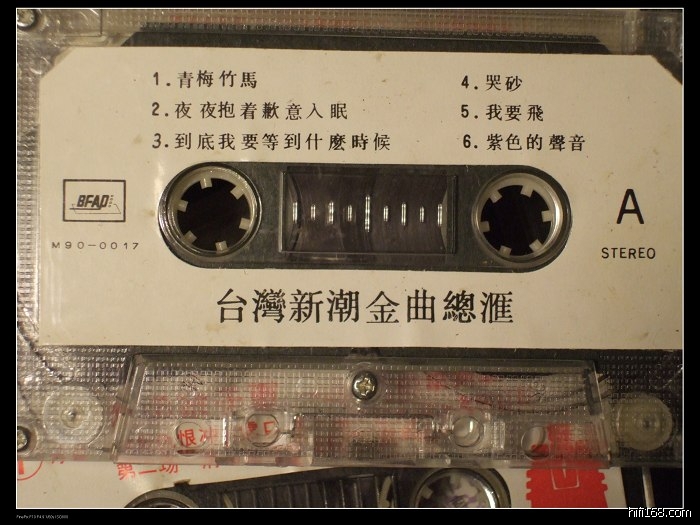 1.青梅竹馬
2.夜夜抱着歉意入眠
3.到底我要等到什麼時候
4.哭砂
5.我要飛
6.紫色的聲音
BFAP
M90-0017
A
STEREO
台灣新潮金曲總滙
hifi168.com